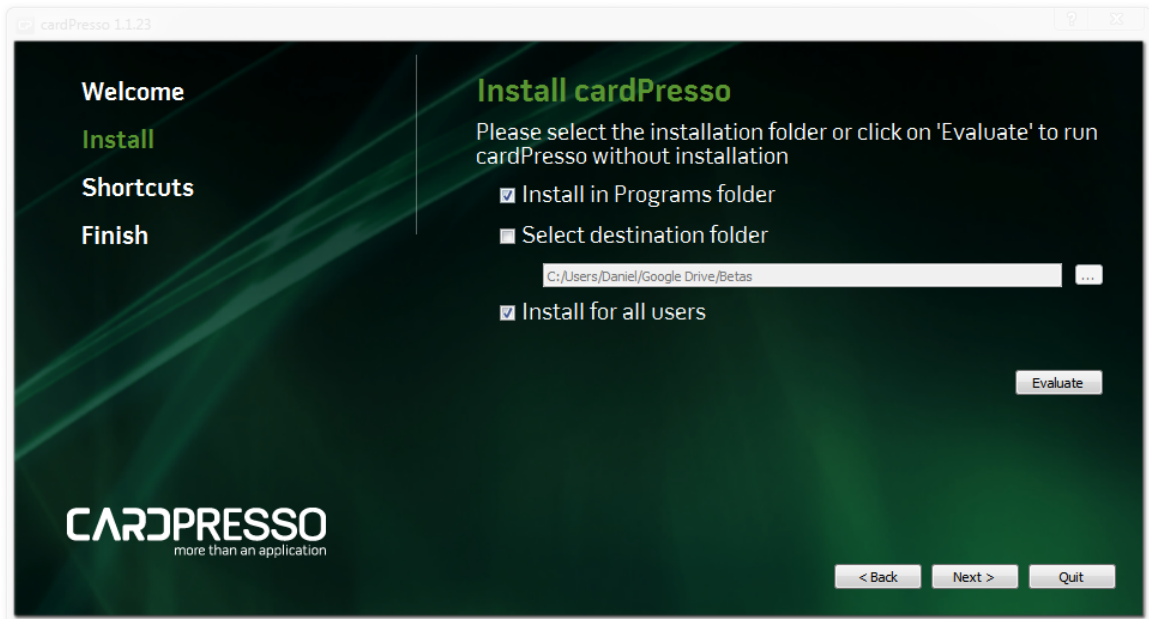 cardPresso 1.1.23
Welcome
Install
Shortcuts
Finish
Install cardPresso
Please select the installation folder or click on 'Evaluate' to run
cardPresso without installation
Install in Programs folder
Select destination folder
C:/Users/Daniel/Google Drive/Betas
...
Install for all users
Evaluate
CARDPRESSO
more than an application
< Back
Next >
Quit